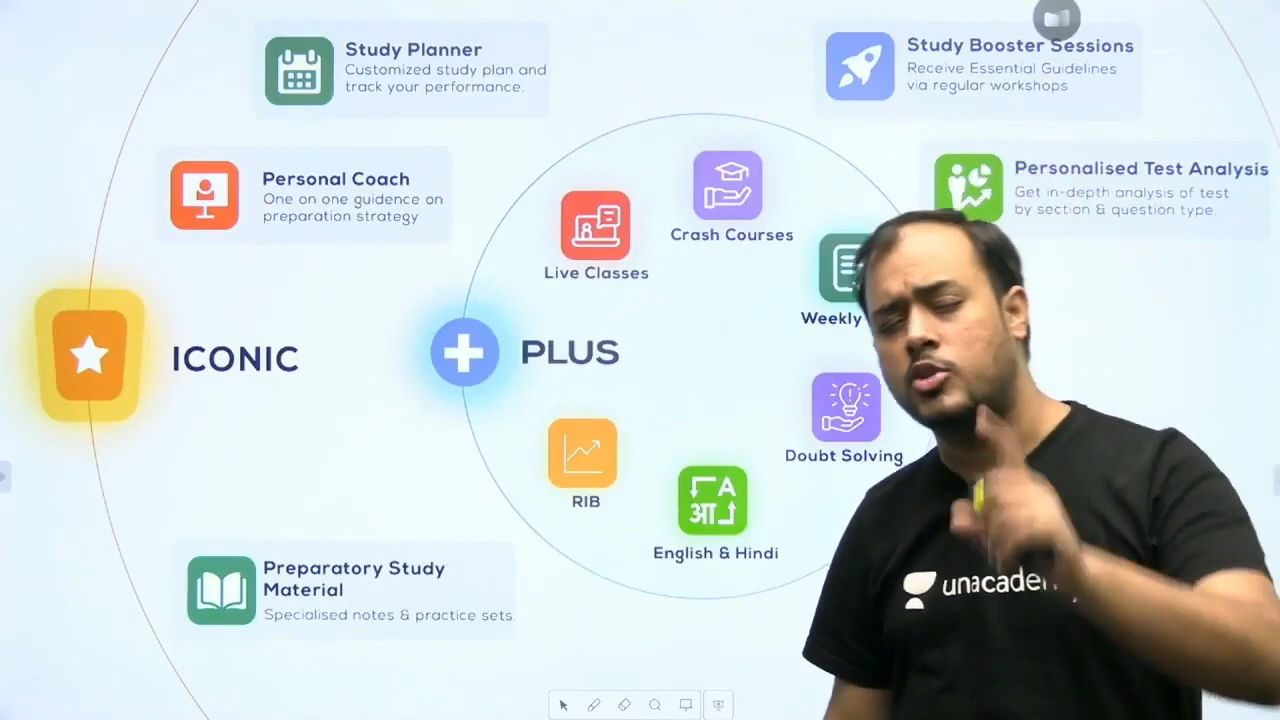 Study Planner
Customized study plan and
track your performance.
Study Booster Sessions
Receive Essential Guidelines
via regular workshops
Personal Coach
One on one guidence on
preparation strategy
Personalised Test Analysis
Get in-depth analysis of test
by section & question type.
Crash Courses
Live Classes
Weekly
ICONIC
PLUS
Doubt Solving
RIB
A
आ
English & Hindi
Preparatory Study
Material
Specialised notes & practice sets.